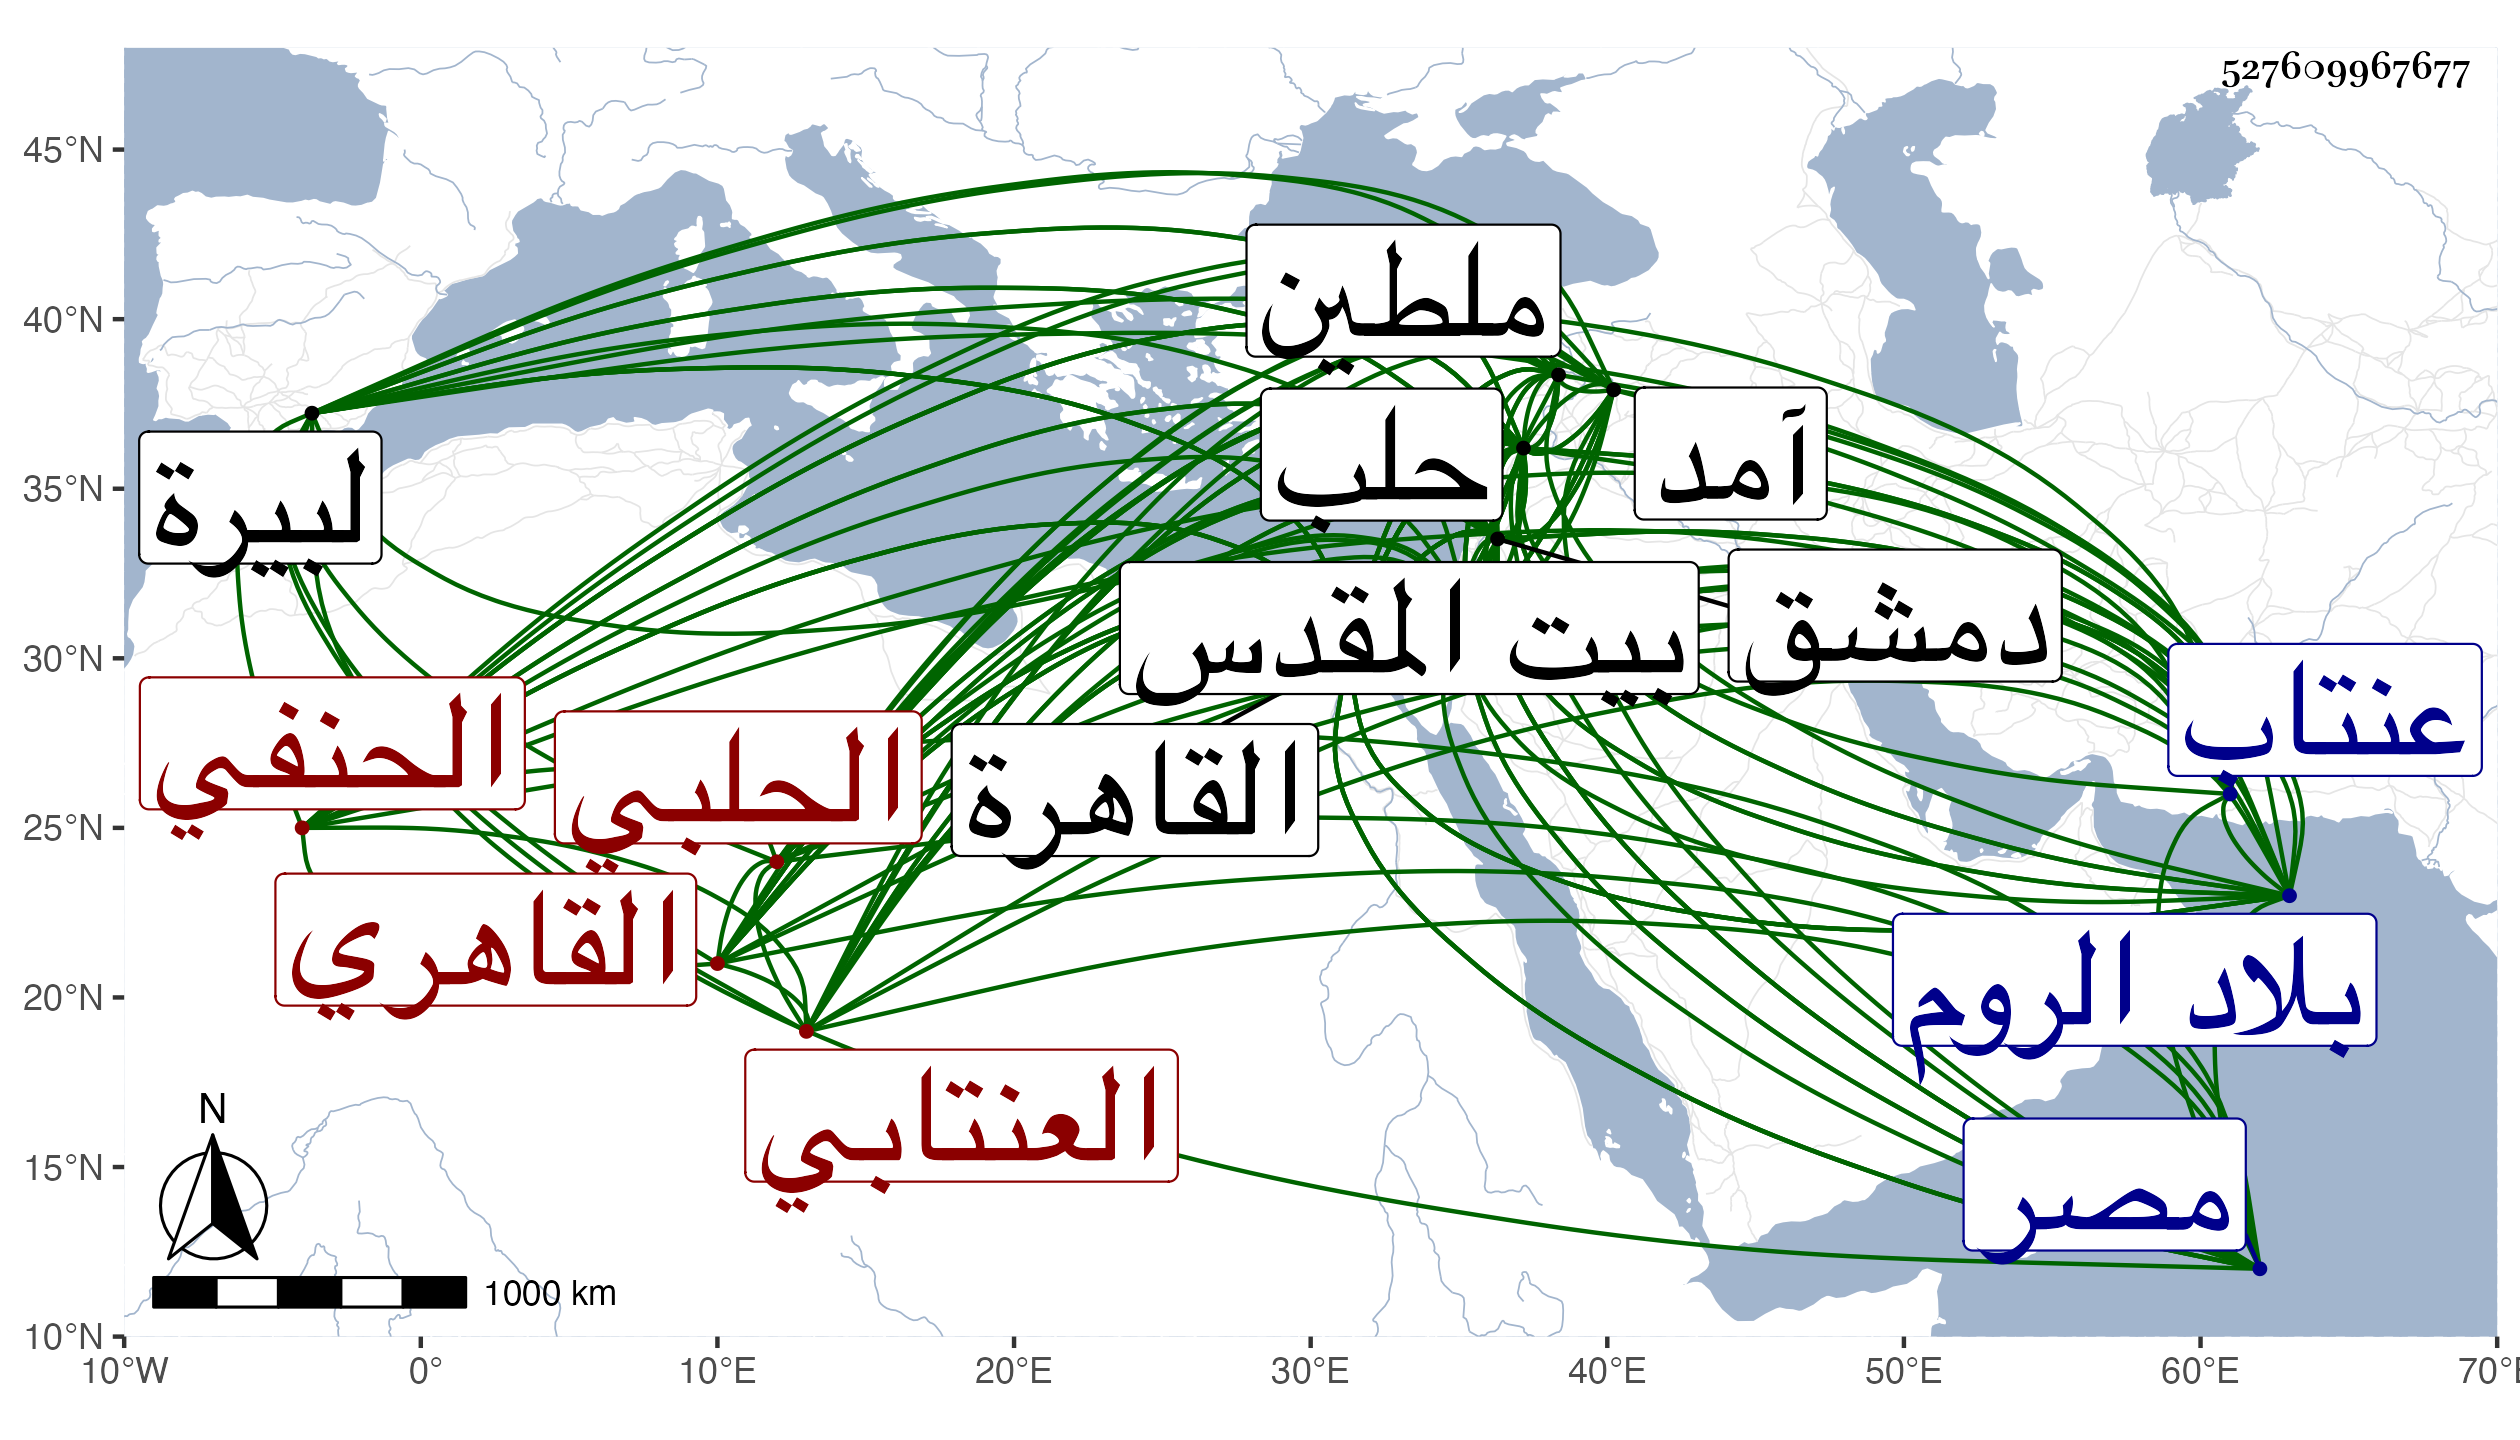 527609967677
45°N
40°N
35°N
30°N
25°N
20°N
15°N
10°N
ملطين
حلب
آمد
لبيرة
بيت المقدس
دمشق
عنتاب
الحنفي
الحلبي
القاهرة
القاهري
بلاد الروم
العنتابي
مصر
N
1000 km
10°W 0° 10°E 20°E 30°E 40°E 50°E 60°E 70°E